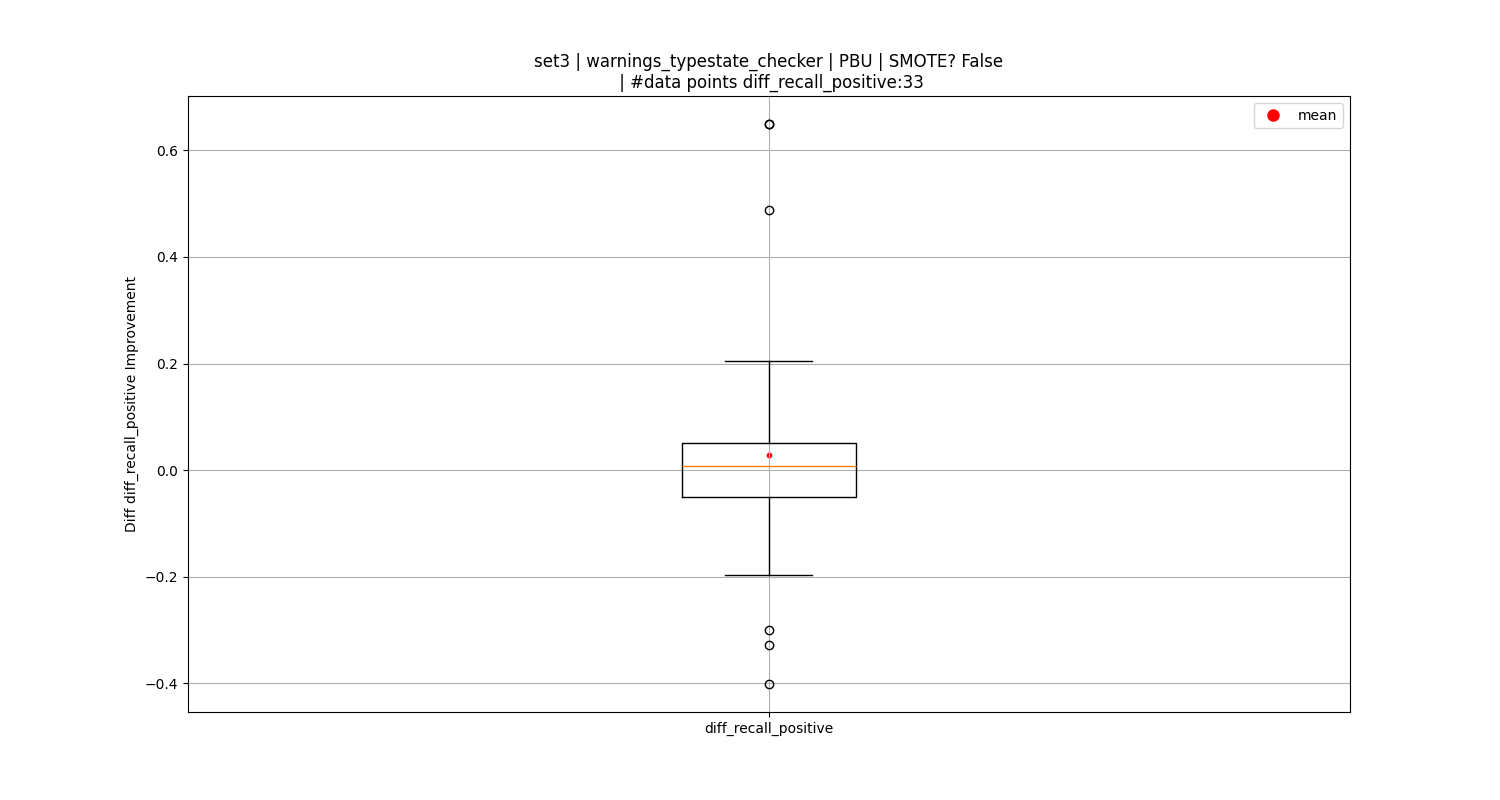 set3 | warnings_typestate_checker | PBU | SMOTE? False
| #data points diff_recall_positive:33
mean
0.6
0.4
0.2
0.0
−0.2
−0.4
Diff diff_recall_positive Improvement
diff_recall_positive